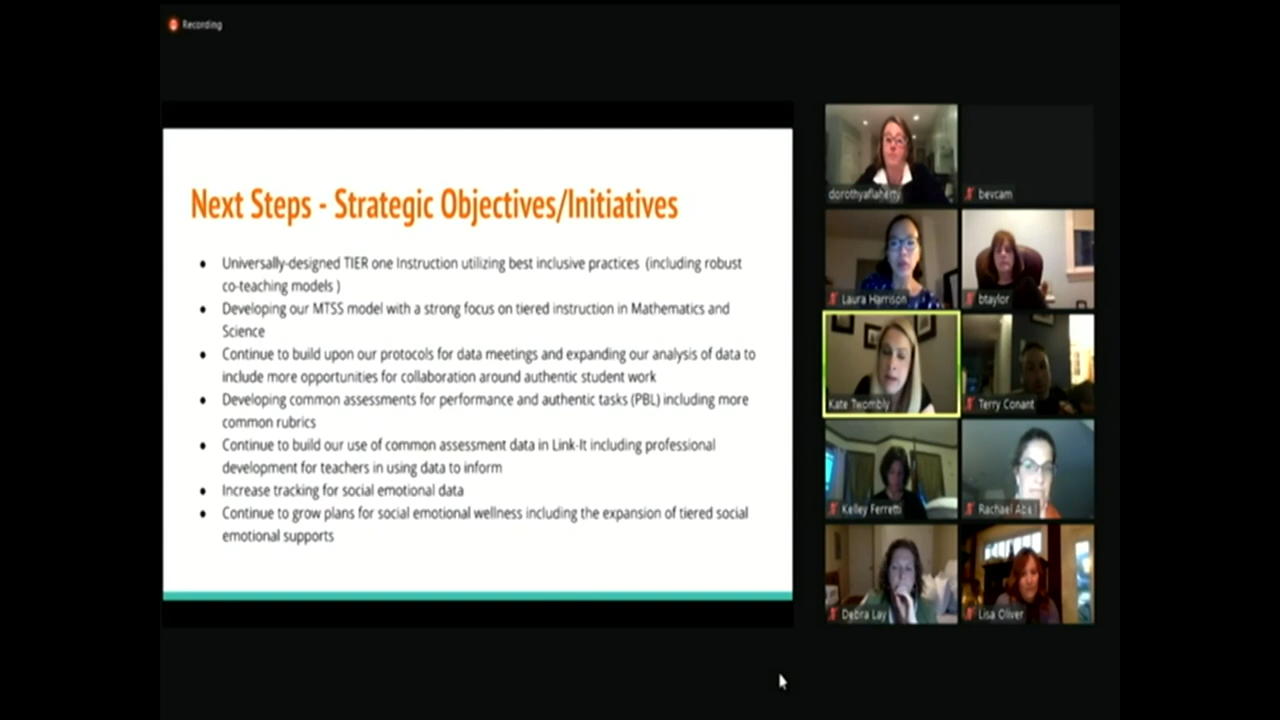 Recording
Next Steps - Strategic Objectives/Initiatives
● Universally-designed TIER one Instruction utilizing best inclusive practices (including robust
co-teaching models )
● Developing our MTSS model with a strong focus on tiered instruction in Mathematics and
Science
● Continue to build upon our protocols for data meetings and expanding our analysis of data to
include more opportunities for collaboration around authentic student work
● Developing common assessments for performance and authentic tasks (PBL) including more
common rubrics
● Continue to build our use of common assessment data in Link-It including professional
development for teachers in using data to inform
● Increase tracking for social emotional data
● Continue to grow plans for social emotional wellness including the expansion of tiered social
emotional supports
dorothyaflaherty
bevcam
Laura Harrison
btaylor
Kate Twombly
Terry Conant
Kelley Ferretti
Rachael
Debra Lay
Lisa Oliver